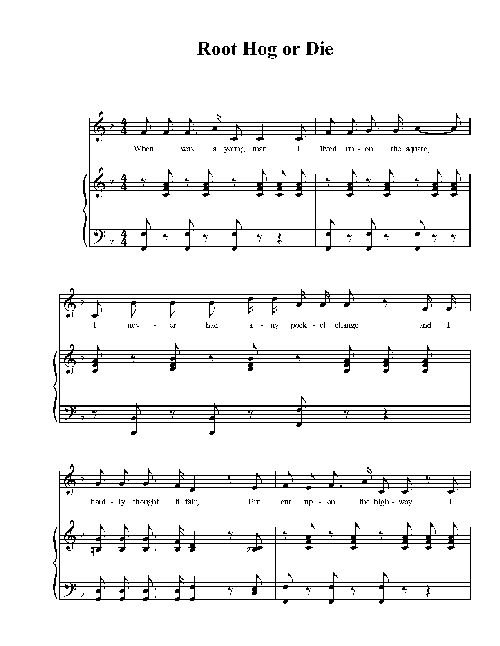 Root Hog or Die
When I was a young man I lived up-on the square,
I nev - er had a - ny pock - et change and I
hard - ly thought it fair, up - on the high - way I